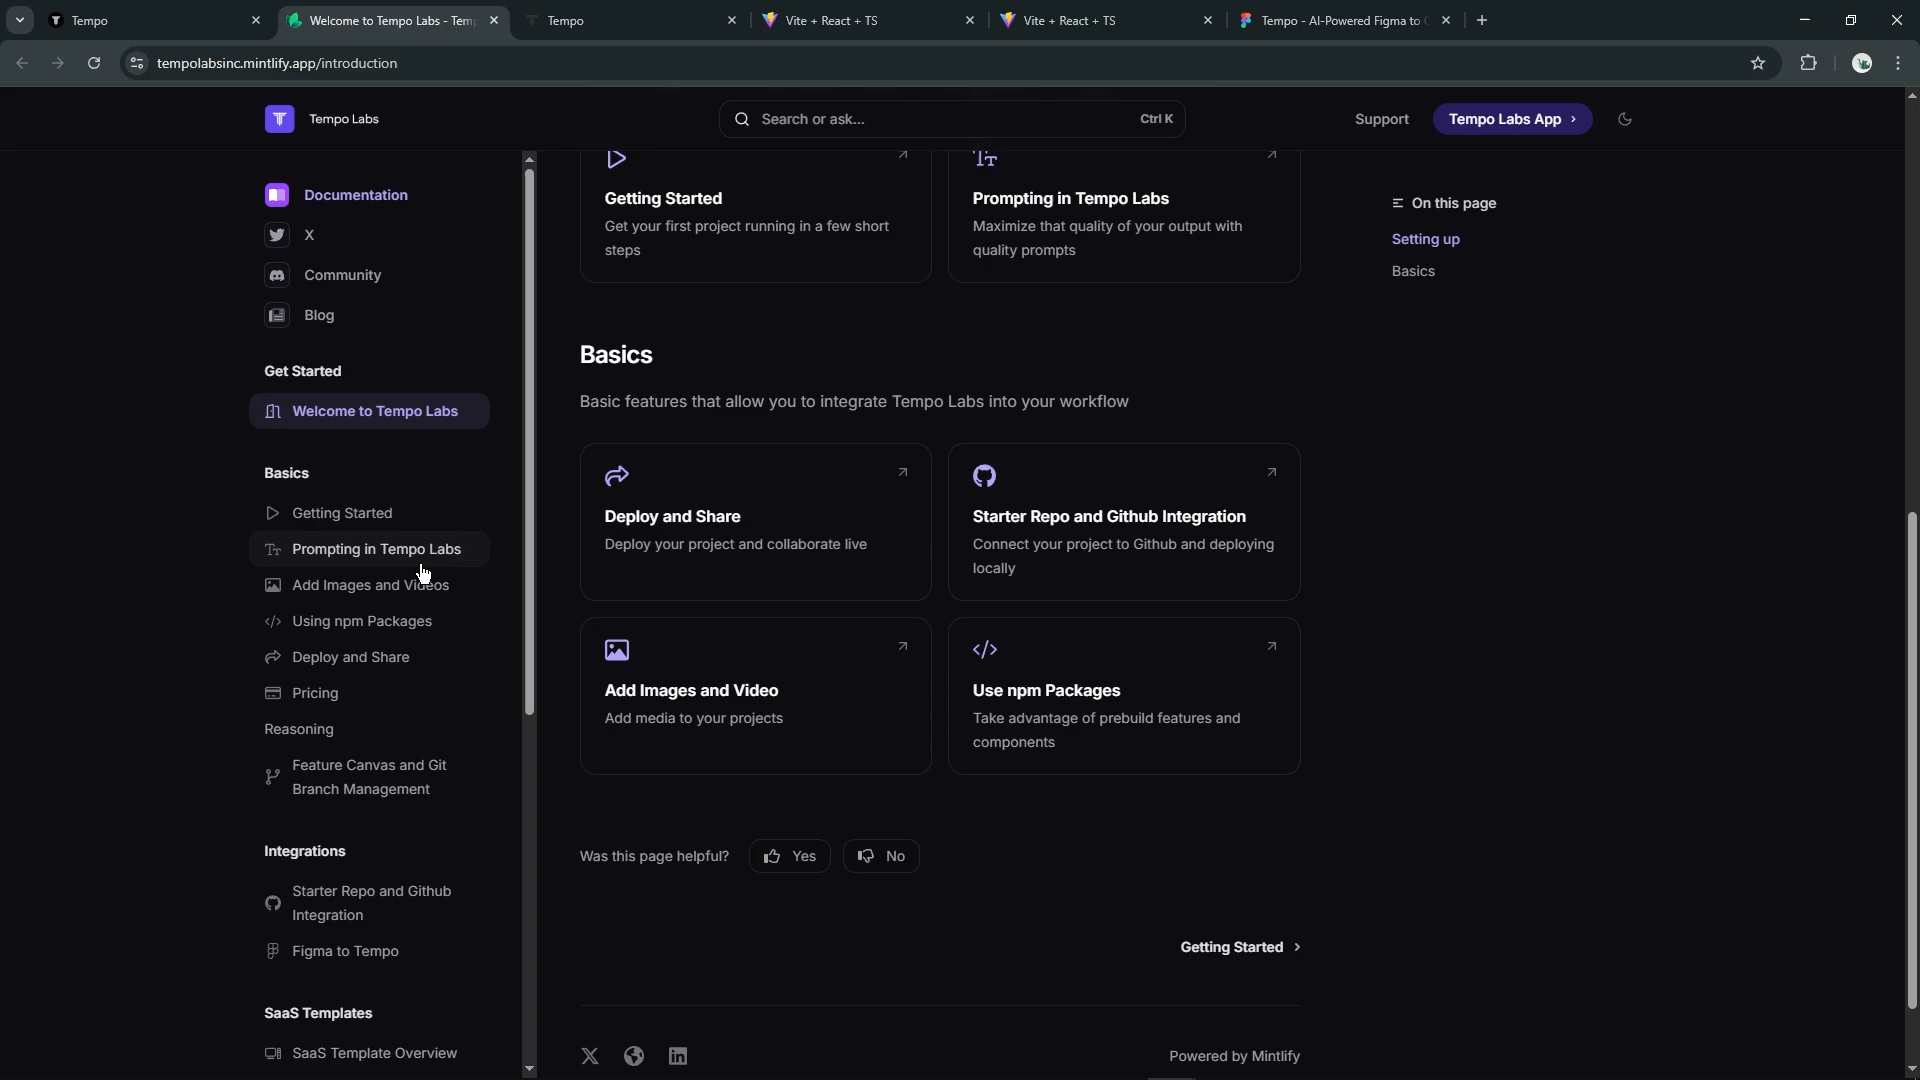 Tempo
Welcome to Tempo Labs - Tem
Tempo
Vite + React + TS
Vite + React + TS
Tempo - AI-Powered Figma to
tempolabsinc.mintlify.app/introduction
Tempo Labs
Search or ask...
Ctrl K
Support
Tempo Labs App
Documentation
X
Community
Blog
Get Started
Welcome to Tempo Labs
Basics
Getting Started
Prompting in Tempo Labs
Add Images and Videos
Using npm Packages
Deploy and Share
Pricing
Reasoning
Feature Canvas and Git
Branch Management
Integrations
Starter Repo and Github
Integration
Figma to Tempo
SaaS Templates
SaaS Template Overview
Getting Started
Get your first project running in a few short
steps
Prompting in Tempo Labs
Maximize that quality of your output with
quality prompts
Basics
Basic features that allow you to integrate Tempo Labs into your workflow
Deploy and Share
Deploy your project and collaborate live
Starter Repo and Github Integration
Connect your project to Github and deploying
locally
Add Images and Video
Add media to your projects
Use npm Packages
Take advantage of prebuild features and
components
Was this page helpful?
Yes
No
Getting Started
Powered by Mintlify
On this page
Setting up
Basics